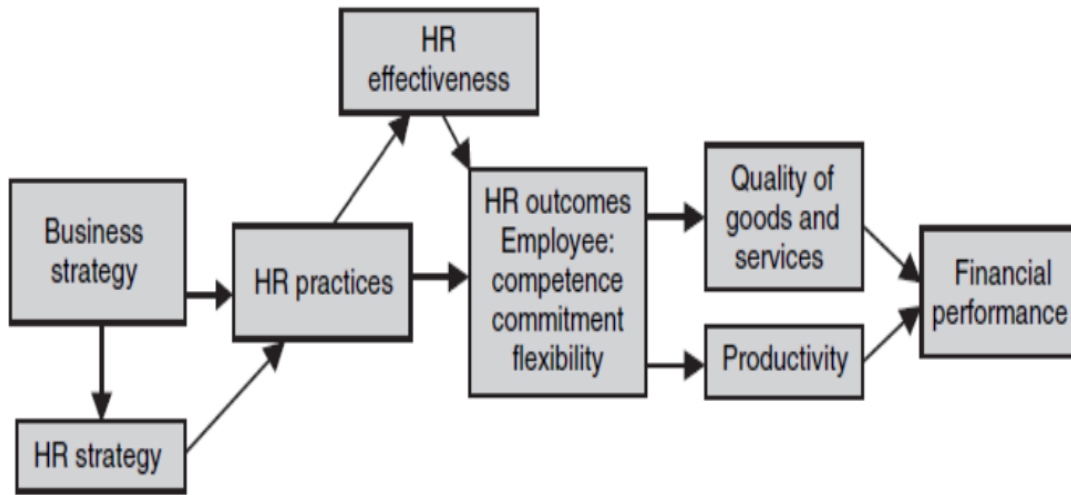 HR
effectiveness
Business
strategy
HR strategy
HR practices
HR outcomes
Employee:
competence
commitment
flexibility
Quality of
goods and
services
Productivity
Financial
performance